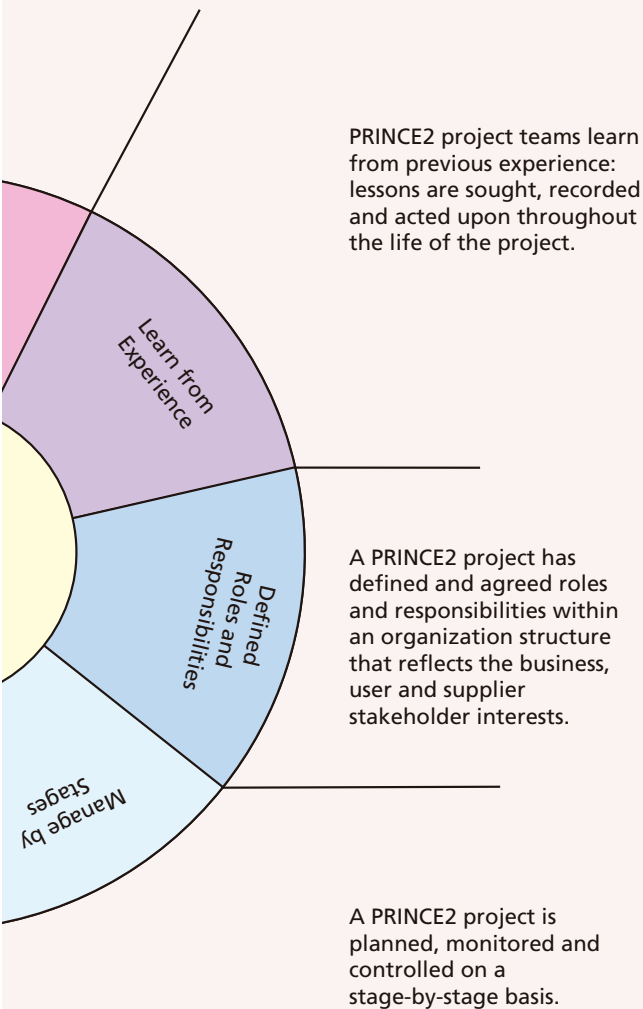 PRINCE2 project teams learn
from previous experience:
lessons are sought, recorded
and acted upon throughout
the life of the project.
Learn from
Experience
A PRINCE2 project has
defined and agreed roles
and responsibilities within
an organization structure
that reflects the business,
user and supplier
stakeholder interests.
Defined
Roles and
Responsibilities
Manage by
Stages
A PRINCE2 project is
planned, monitored and
controlled on a
stage-by-stage basis.